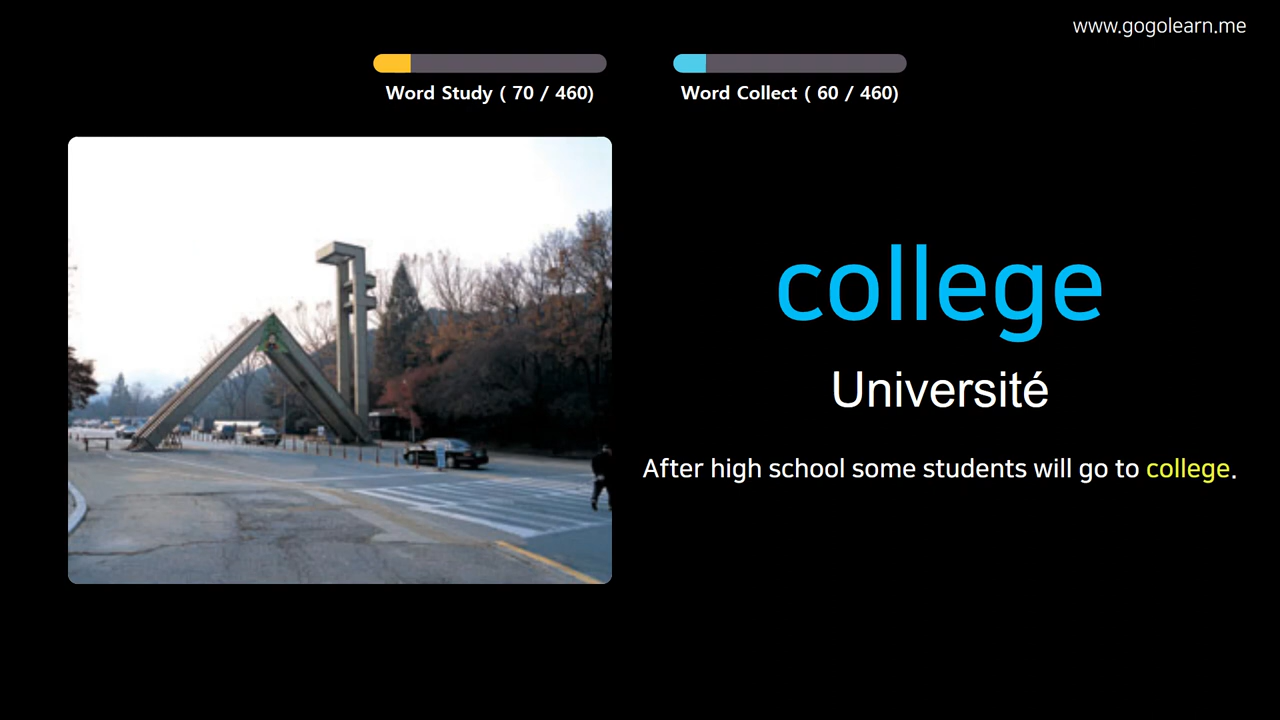 www.gogolearn.me
Word Study ( 70 / 460)
Word Collect ( 60 / 460)
college
Université
After high school some students will go to college.